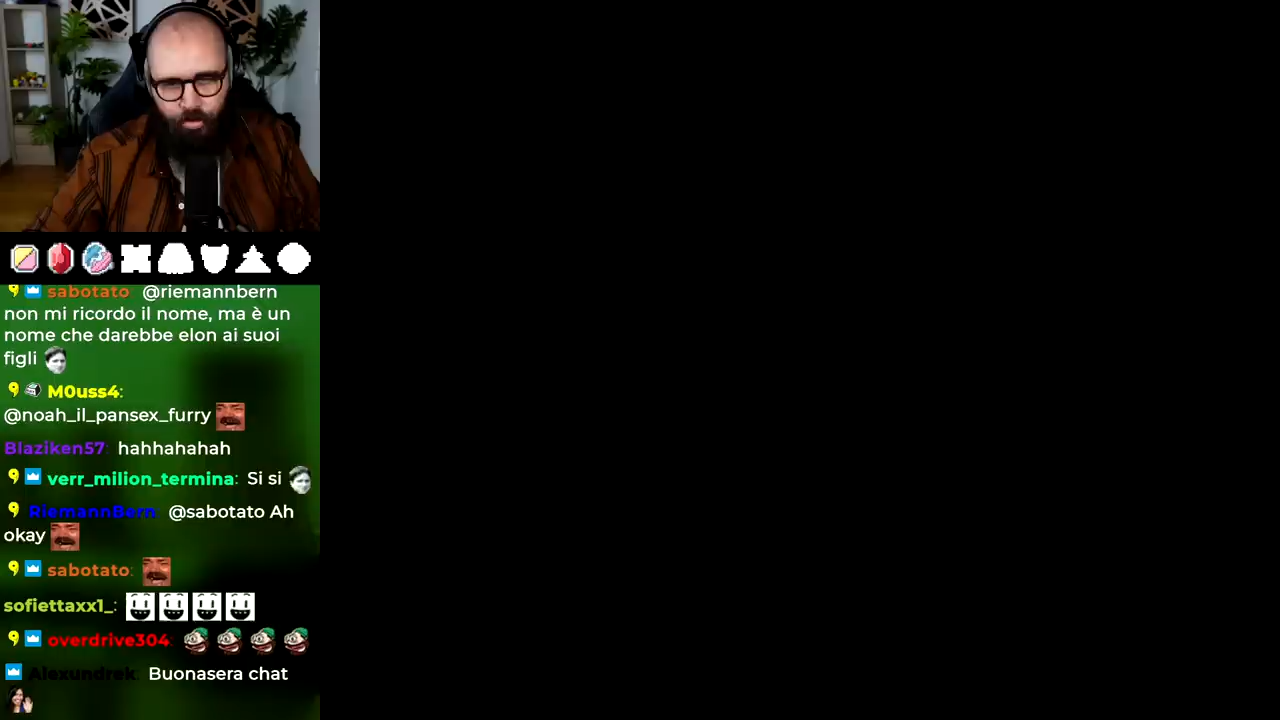 sabotato: @riemannbern
non mi ricordo il nome, ma è un
nome che darebbe elon ai suoi
figli
M0uss4:
@noah_il_pansex_furry
Blaziken57: hahhahahah
verr_milion_termina: Si si
RiemannBern: @sabotato Ah
okay
sabotato:
sofiettaxx1_:
overdrive304:
Alexundrek: Buonasera chat